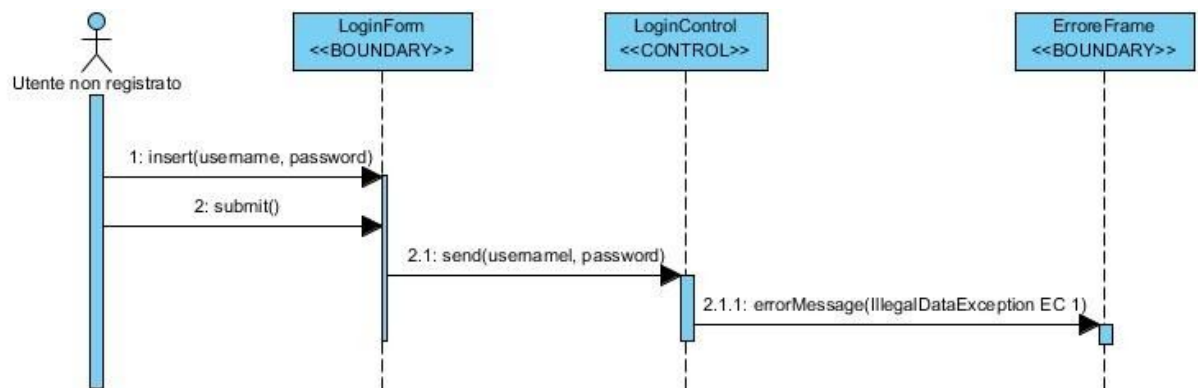 LoginForm
<<BOUNDARY>>
LoginControl
<<CONTROL>>
ErroreFrame
<<BOUNDARY>>
Utente non registrato
1: insert(username, password)
2: submit()
2.1: send(usernamel, password)
2.1.1: errorMessage(IllegalDataException EC 1)